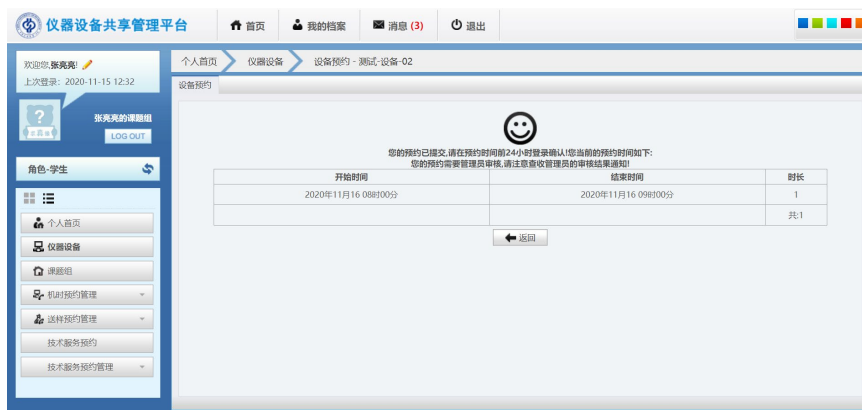 仪器设备共享管理平台
首页
我的档案
消息 (3)
退出
欢迎您,张亮亮!
上次登录: 2020-11-15 12:32
张亮亮的课题组
LOG OUT
角色-学生
个人首页
仪器设备
课题组
机时预约管理
送样预约管理
技术服务预约
技术服务预约管理
个人首页 仪器设备 设备预约 - 测试-设备-02
设备预约
您的预约已提交,请在预约时间前24小时登录确认!您当前的预约时间如下:
您的预约需要管理员审核,请注意查收管理员的审核结果通知!
开始时间 结束时间 时长
2020年11月16 08时00分 2020年11月16 09时00分 1
共:1
返回